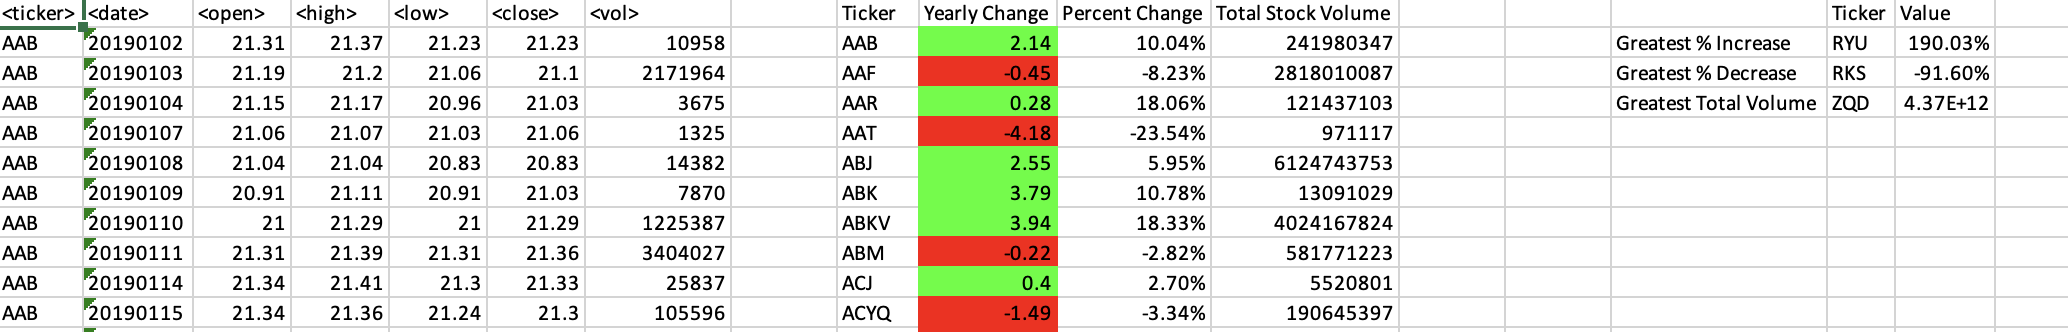 <ticker> <date> <open> <high> <low> <close> <vol> Ticker Yearly Change Percent Change Total Stock Volume Ticker Value
AAB 20190102 21.31 21.37 21.23 21.23 10958 AAB 2.14 10.04% 241980347 Greatest % Increase RYU 190.03%
AAB 20190103 21.19 21.2 21.06 21.1 2171964 AAF -0.45 -8.23% 2818010087 Greatest % Decrease RKS -91.60%
AAB 20190104 21.15 21.17 20.96 21.03 3675 AAR 0.28 18.06% 121437103 Greatest Total Volume ZQD 4.37E+12
AAB 20190107 21.06 21.07 21.03 21.06 1325 AAT -4.18 -23.54% 971117
AAB 20190108 21.04 21.04 20.83 20.83 14382 ABJ 2.55 5.95% 6124743753
AAB 20190109 20.91 21.11 20.91 21.03 7870 ABK 3.79 10.78% 13091029
AAB 20190110 21 21.29 21 21.29 1225387 ABKV 3.94 18.33% 4024167824
AAB 20190111 21.31 21.39 21.31 21.36 3404027 ABM -0.22 -2.82% 581771223
AAB 20190114 21.34 21.41 21.3 21.33 25837 ACJ 0.4 2.70% 5520801
AAB 20190115 21.34 21.36 21.24 21.3 105596 ACYQ -1.49 -3.34% 190645397